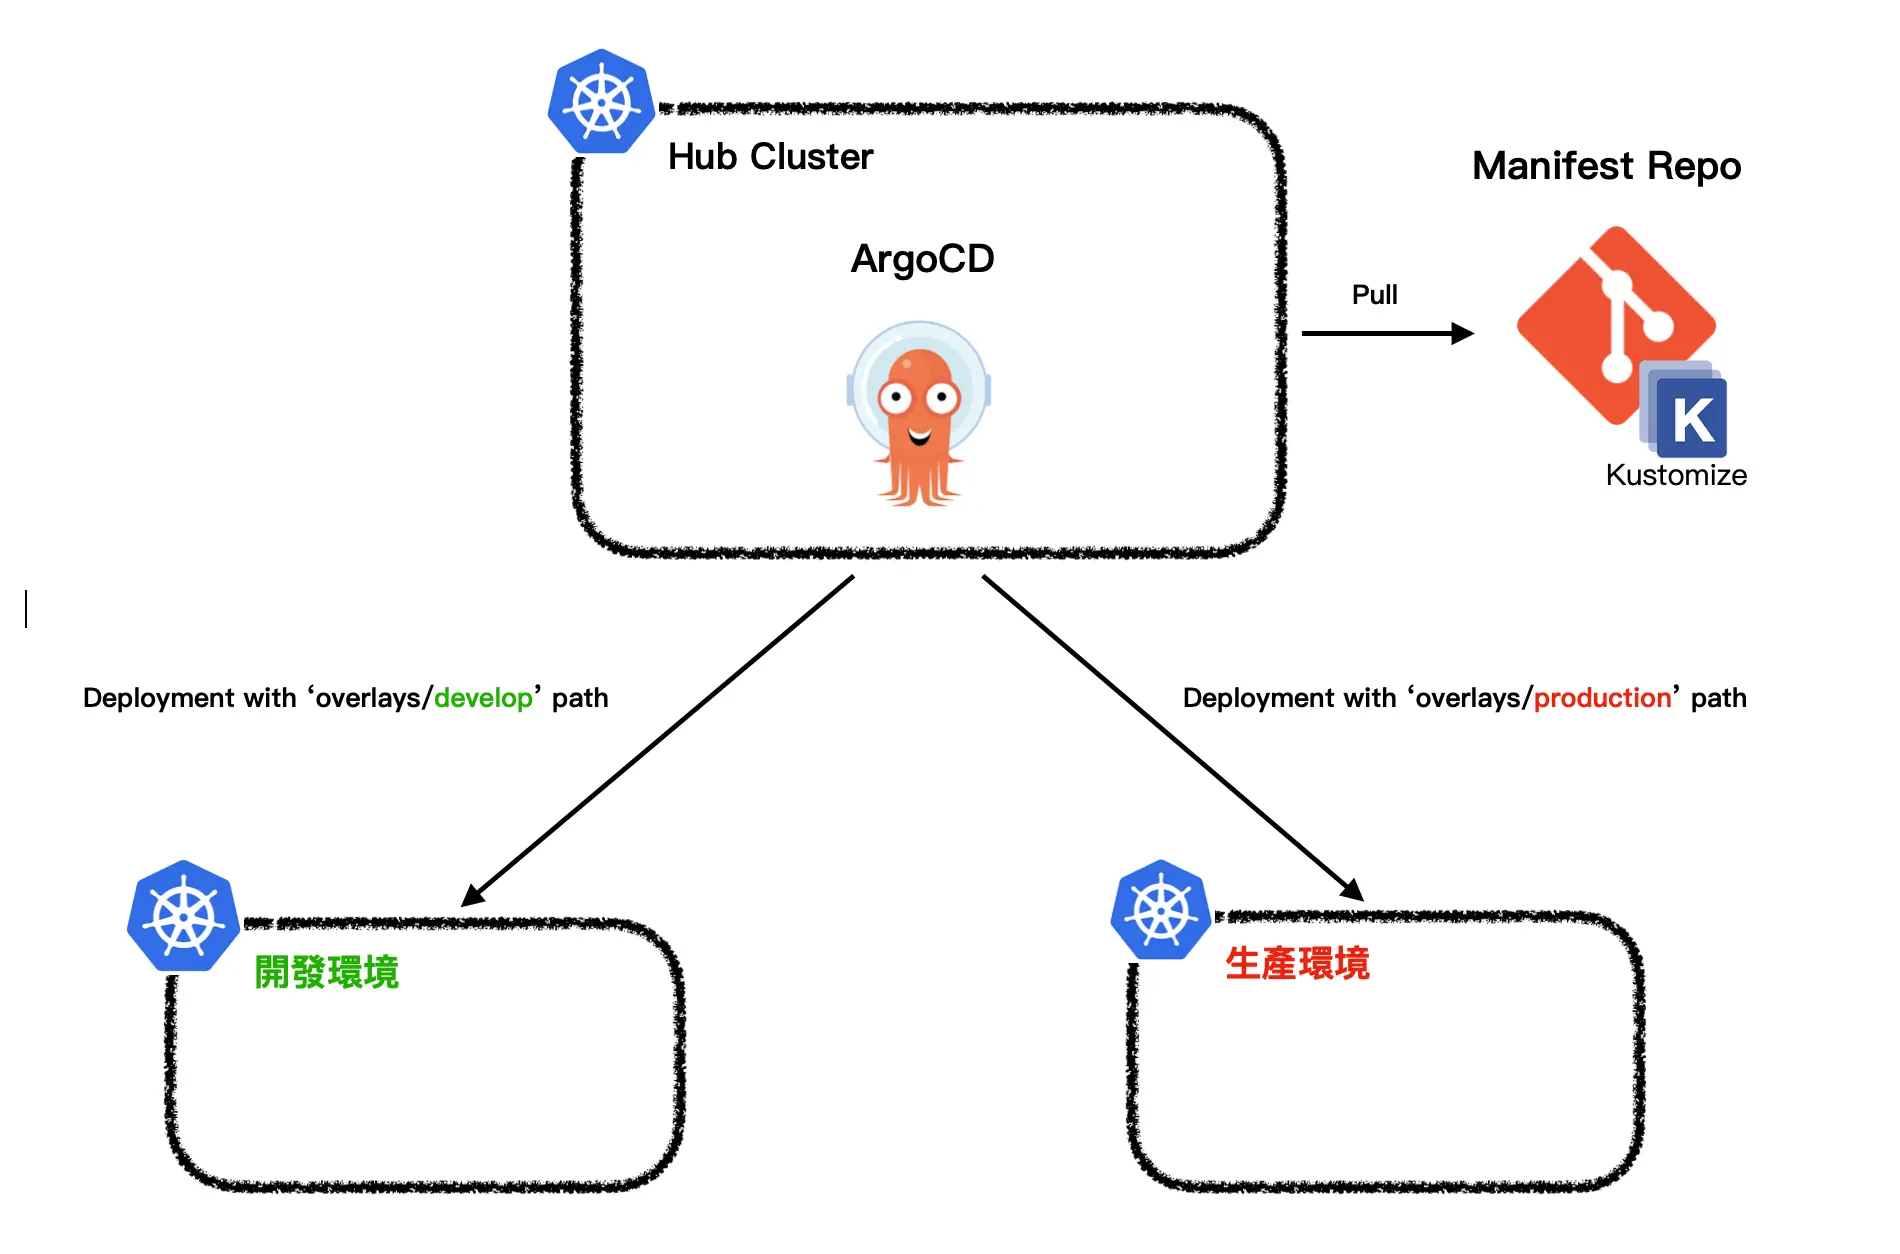 Hub Cluster
Manifest Repo
ArgoCD
Pull
K
Kustomize
Deployment with ‘overlays/develop’ path
Deployment with ‘overlays/production’ path
開發環境
生產環境